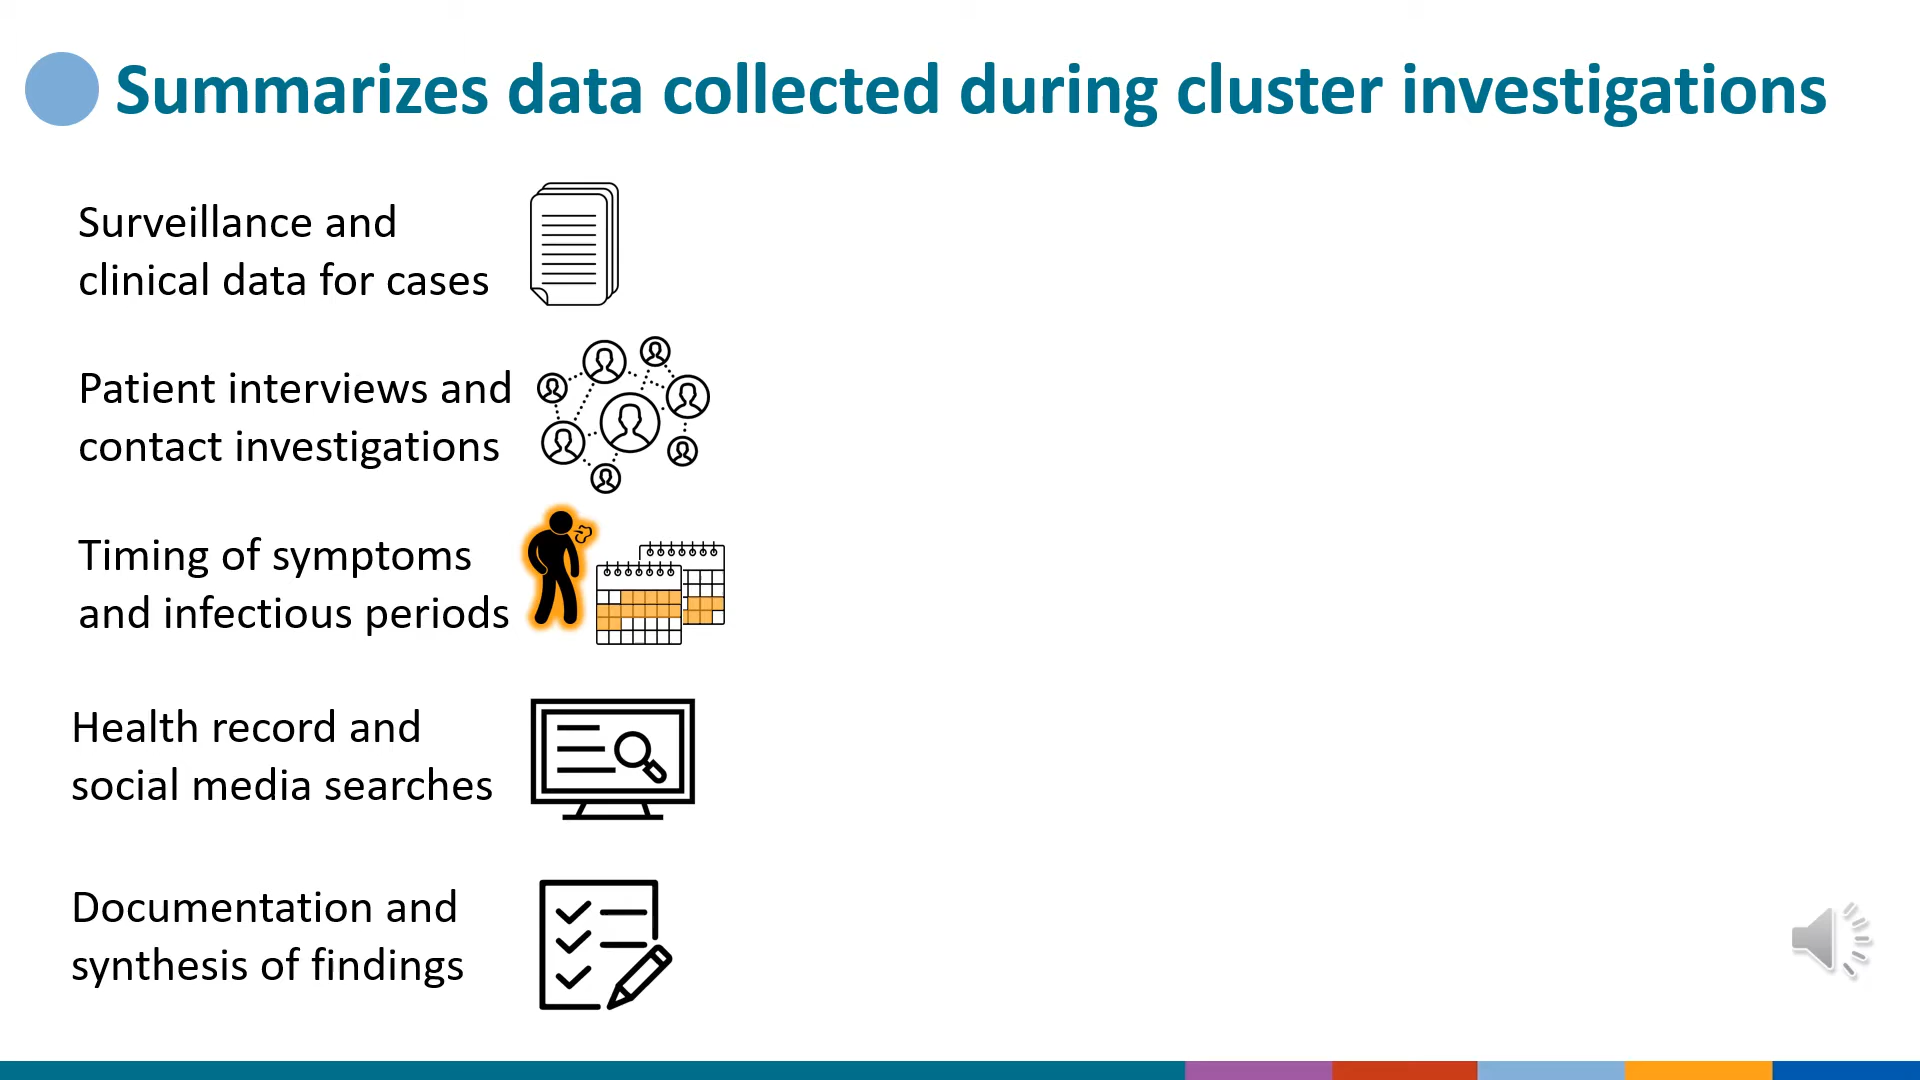 Summarizes data collected during cluster investigations
Surveillance and
clinical data for cases
Patient interviews and
contact investigations
Timing of symptoms
and infectious periods
Health record and
social media searches
Documentation and
synthesis of findings